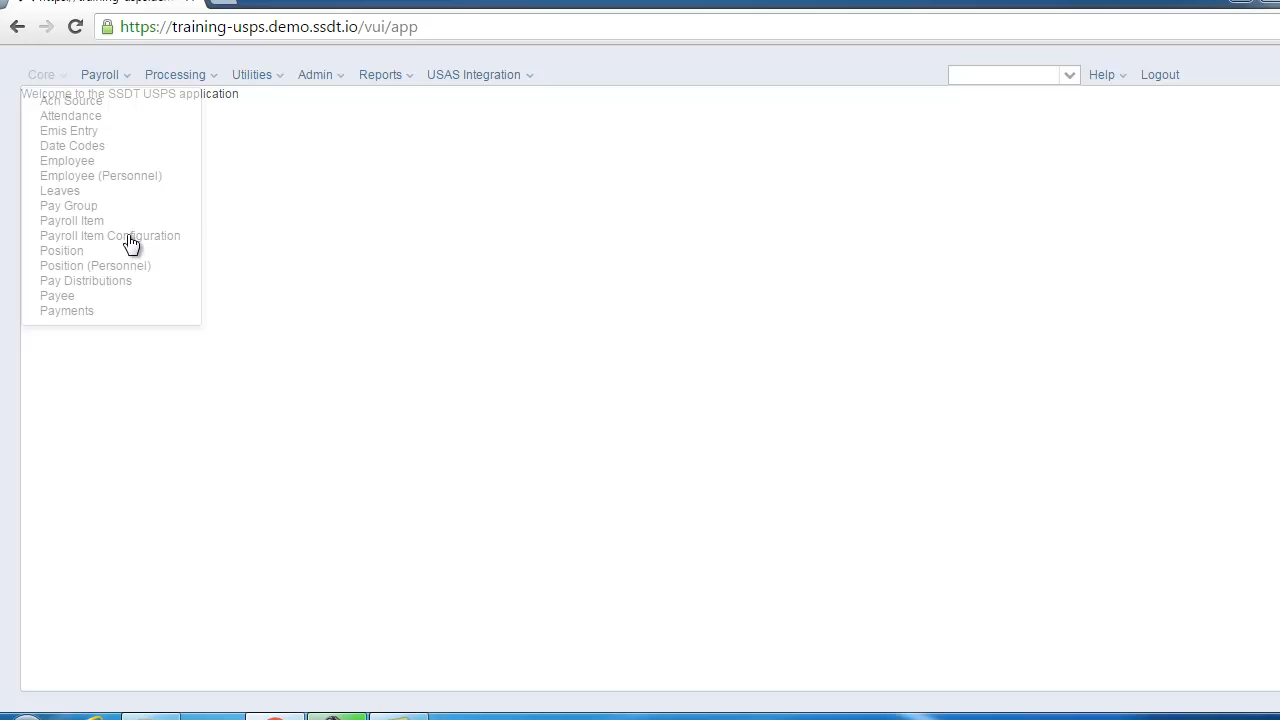 https://training-usps.demo.ssdt.io/vui/app
Core Payroll Processing Utilities Admin Reports USAS Integration Help Logout
Welcome to the SSDT USPS application
Ach Source
Attendance
Emis Entry
Date Codes
Employee
Employee (Personnel)
Leaves
Pay Group
Payroll Item
Payroll Item Configuration
Position
Position (Personnel)
Pay Distributions
Payee
Payments